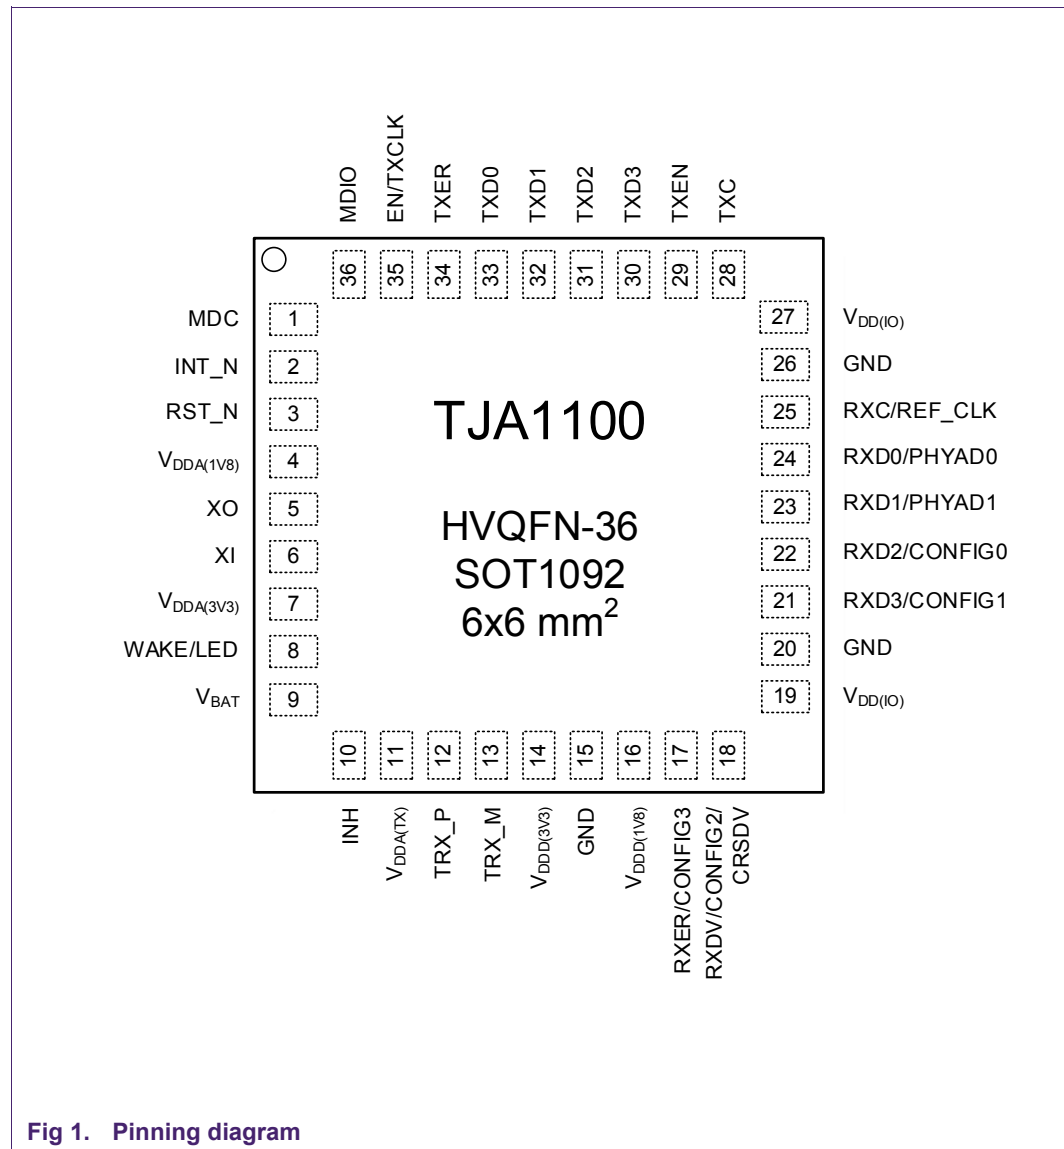 MDIO
EN/TXCLK
TXER
TXD0
TXD1
TXD2
TXD3
TXEN
TXC
36
35
34
33
32
31
30
29
28
MDC 1
INT_N 2
RST_N 3
VDDA(1V8) 4
XO 5
XI 6
VDDA(3V3) 7
WAKE/LED 8
VBAT 9
TJA1100
HVQFN-36
SOT1092
6x6 mm2
27 VDD(IO)
26 GND
25 RXC/REF_CLK
24 RXD0/PHYAD0
23 RXD1/PHYAD1
22 RXD2/CONFIG0
21 RXD3/CONFIG1
20 GND
19 VDD(IO)
10
11
12
13
14
15
16
17
18
INH
VDDA(TX)
TRX_P
TRX_M
VDDD(3V3)
GND
VDDD(1V8)
RXER/CONFIG3
RXDV/CONFIG2/
CRSDV
Fig 1. Pinning diagram